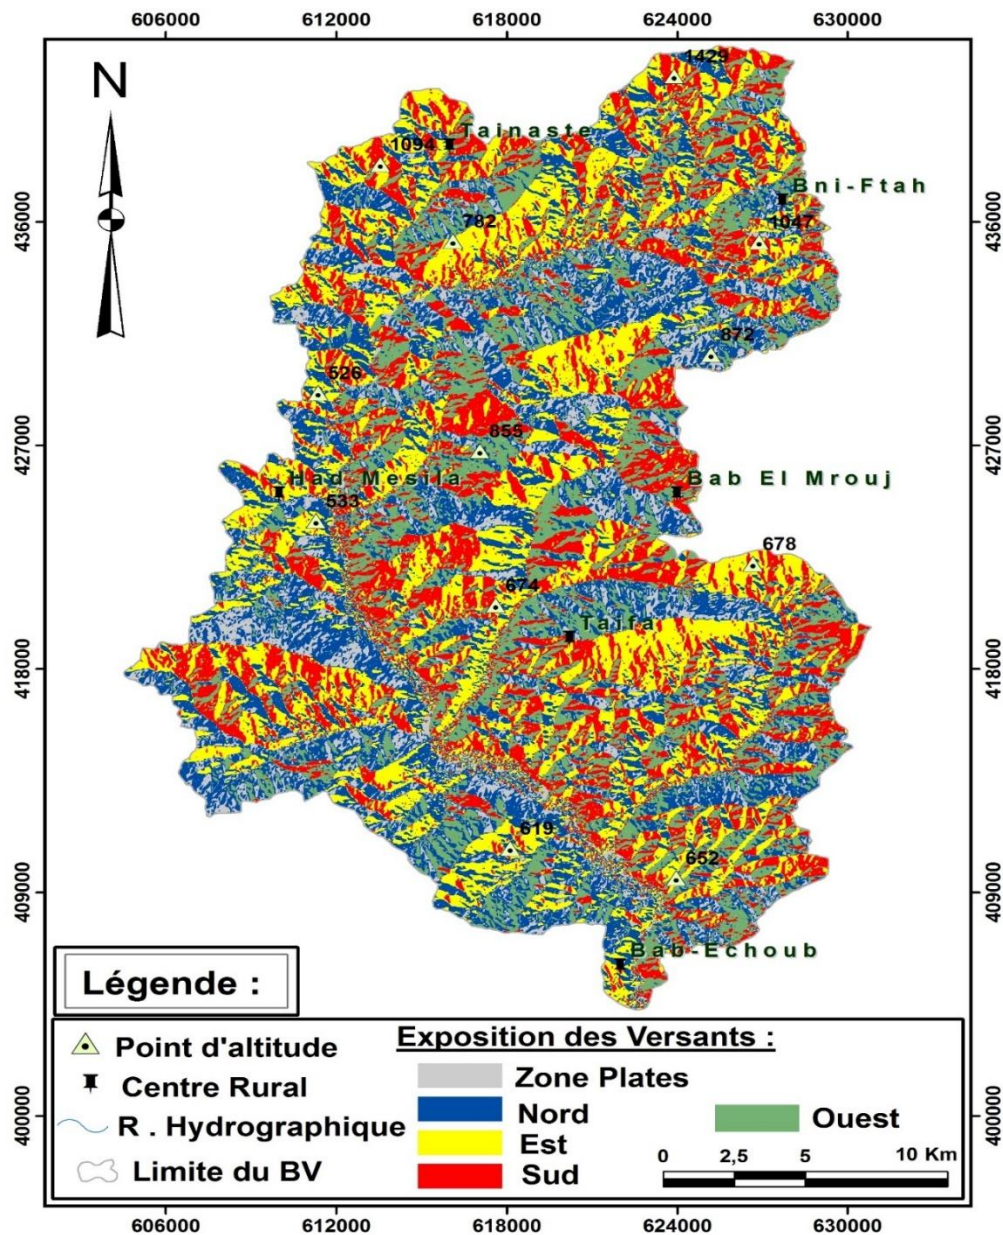 606000 612000 618000 624000 630000
N
1429
Tainaste
1094
Bni-Ftah
782
1047
436000
436000
872
526
855
427000
427000
Had Mesila
Bab El Mrouj
533
678
674
Taifa
418000
418000
619
652
409000
409000
Bab-Echoub
Légende :
Exposition des Versants :
Point d'altitude
Centre Rural
R . Hydrographique
Limite du BV
Zone Plates
Nord
Est
Sud
Ouest
0 2,5 5 10 Km
400000
400000
606000 612000 618000 624000 630000